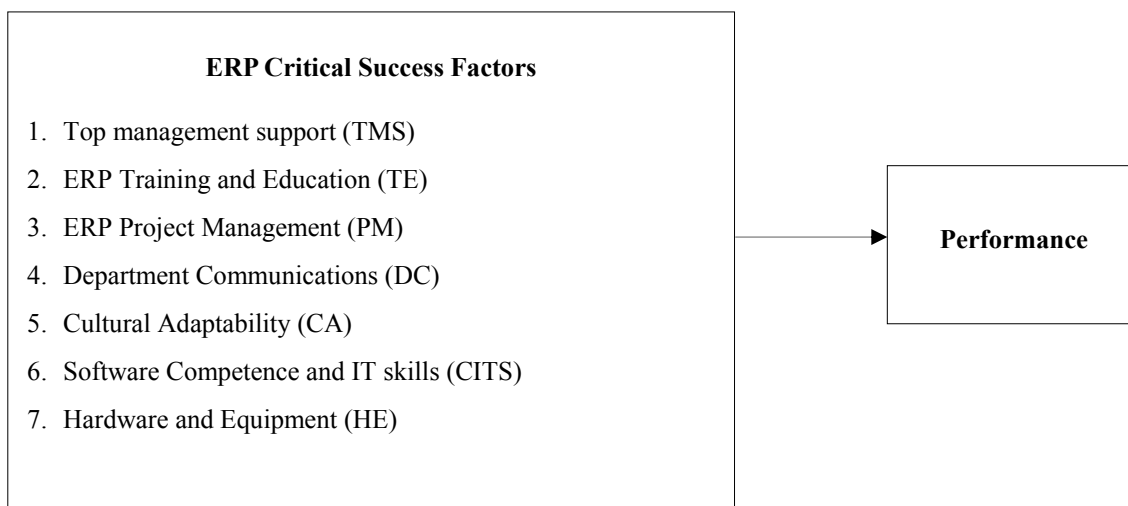 ERP Critical Success Factors
1. Top management support (TMS)
2. ERP Training and Education (TE)
3. ERP Project Management (PM)
4. Department Communications (DC)
5. Cultural Adaptability (CA)
6. Software Competence and IT skills (CITS)
7. Hardware and Equipment (HE)
Performance